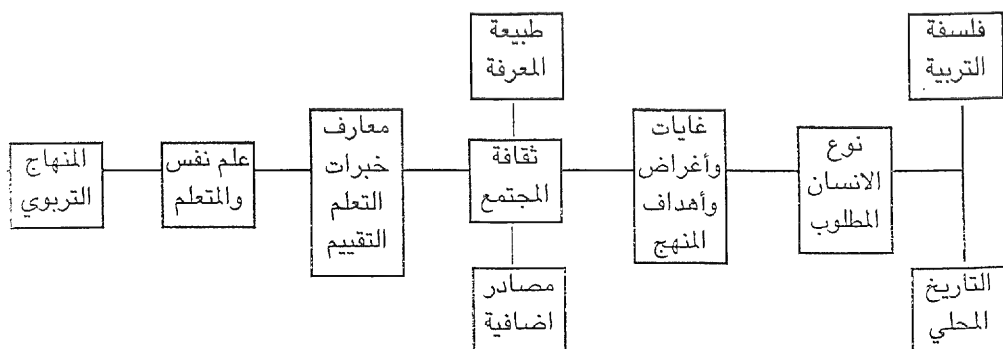 فلسفة
التربية
التاريخ
المحلي
نوع
الانسان
المطلوب
غايات
وأغراض
وأهداف
المنهج
طبيعة
المعرفة
ثقافة
المجتمع
مصادر
اضافية
معارف
خبرات
التعلم
التقييم
علم نفس
والمتعلم
المنهاج
التربوي